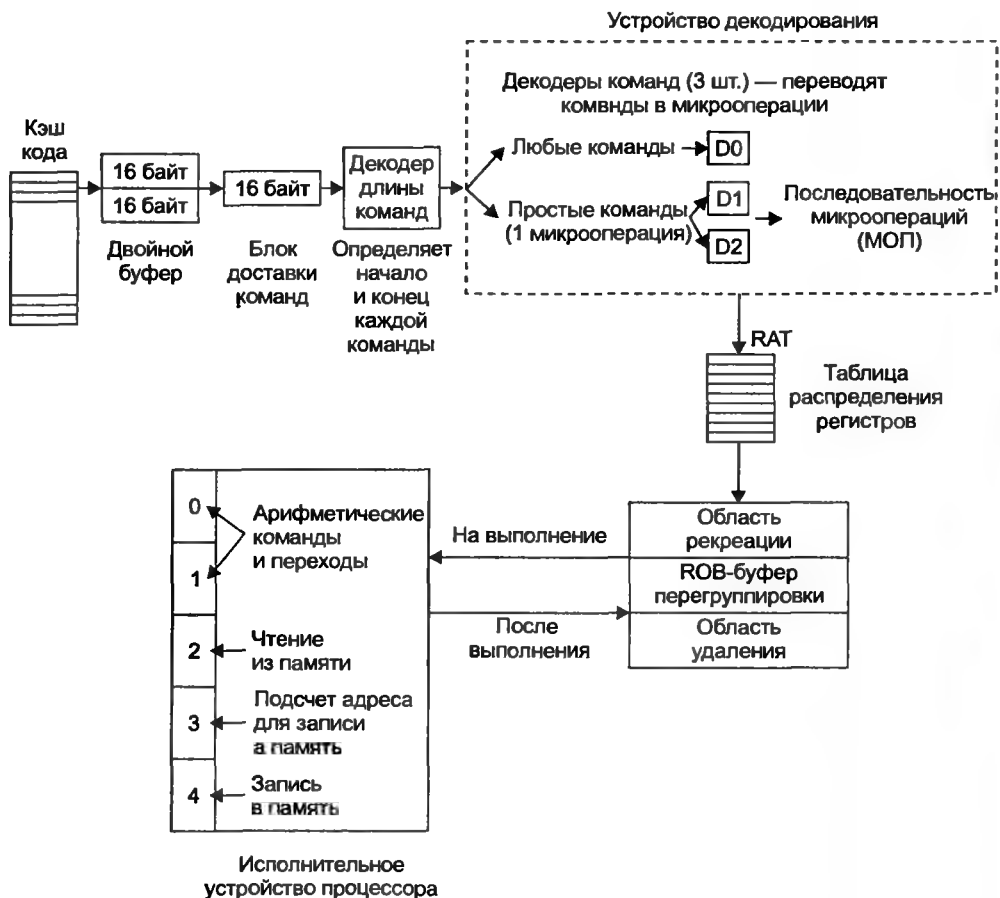 Устройство декодирования
Декодеры команд (3 шт.) — переводят
комвнды в микрооперации
Кэш
кода
Любые команды
D0
16 байт
16 байт
16 байт
Декодер
длины
команд
Простые команды
(1 микрооперация)
D1
D2
Последовательность
микроопераций
(МОП)
Двойной
буфер
Блок
доставки
команд
Определяет
начало
и конец
каждой
команды
RAT
Таблица
распределения
регистров
0
1
2
3
4
Арифметические
команды
и переходы
Чтение
из памяти
Подсчет адреса
для записи
а память
Запись
в память
На выполнение
После
выполнения
Область
рекреации
ROB-буфер
перегруппировки
Область
удаления
Исполнительное
устройство процессора